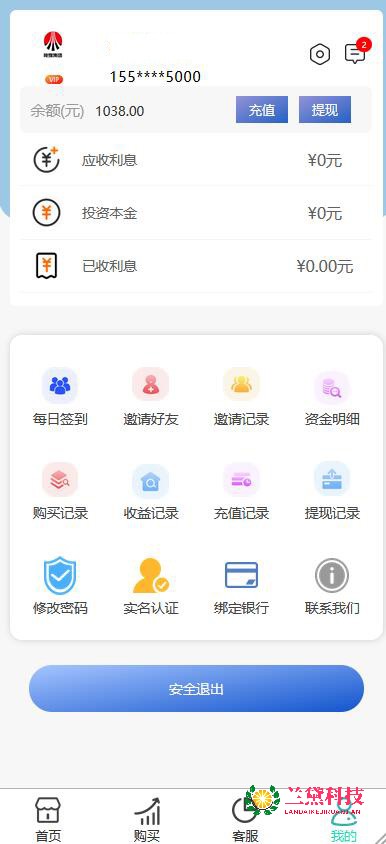 VIP
155****5000
2
余额(元) 1038.00 充值 提现
应收利息 ¥0元
投资本金 ¥0元
已收利息 ¥0.00元
每日签到 邀请好友 邀请记录 资金明细
购买记录 收益记录 充值记录 提现记录
修改密码 实名认证 绑定银行 联系我们
安全退出
兰黛科技
LANDAIKEJIRUANJIAN
首页 购买 客服 我的